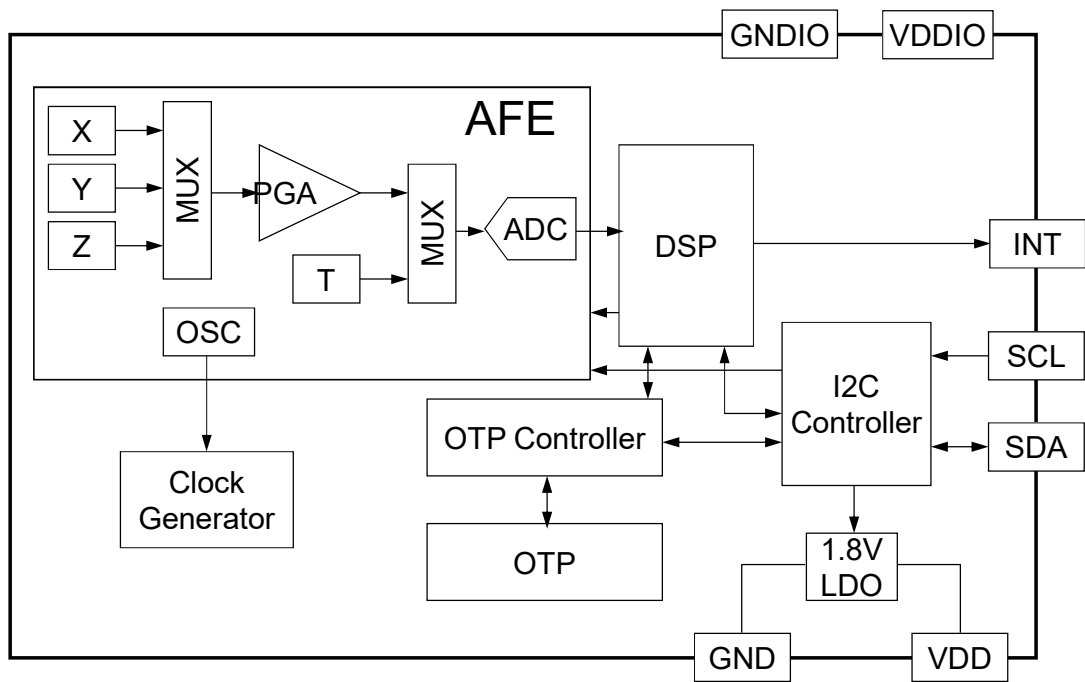 GNDIO
VDDIO
AFE
X
Y
Z
MUX
PGA
T
MUX
ADC
DSP
INT
OSC
SCL
I2C
Controller
SDA
OTP Controller
Clock
Generator
OTP
1.8V
LDO
GND
VDD